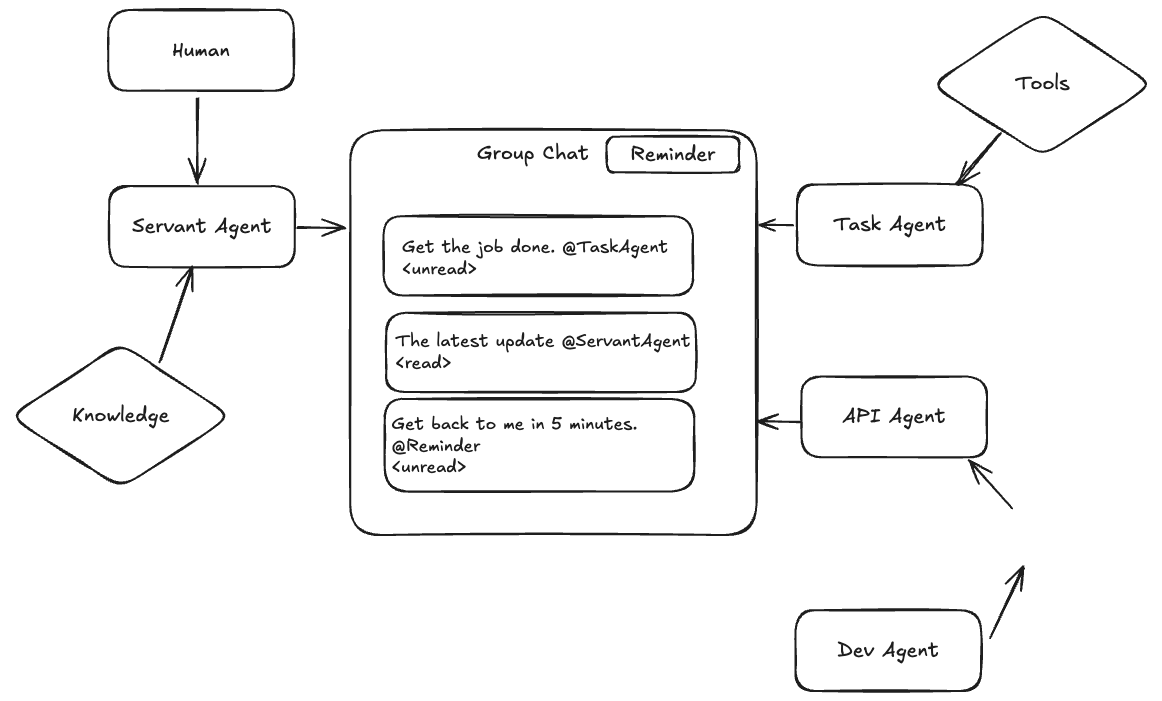 Human
Tools
Group Chat
Reminder
Servant Agent
Task Agent
Get the job done. @TaskAgent
<unread>
The latest update @ServantAgent
<read>
Knowledge
API Agent
Get back to me in 5 minutes.
@Reminder
<unread>
Dev Agent